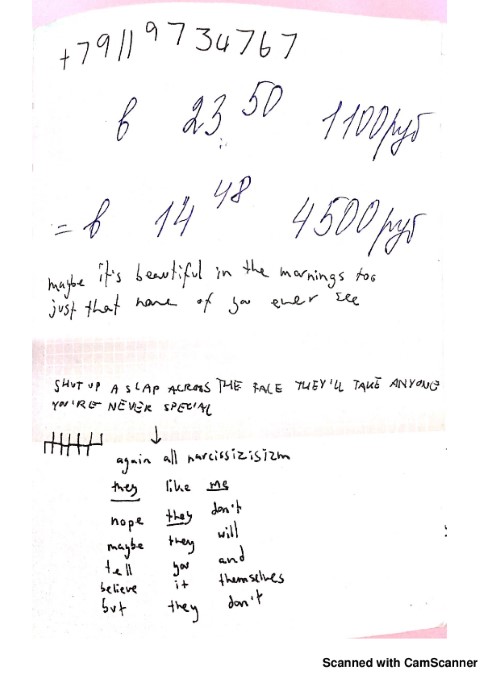 +79119734767
в 23 50 1100руб
= в 14 48 4500руб
maybe it's beautiful in the mornings too
just that none of you ever see
SHUT UP A SLAP ACROSS THE FACE THEY'LL TAKE ANYONE
YOU'RE NEVER SPECIAL
again all narcissizisizm
they like me
nope they don't
maybe they will
tell you and
believe it themselves
but they don't
Scanned with CamScanner